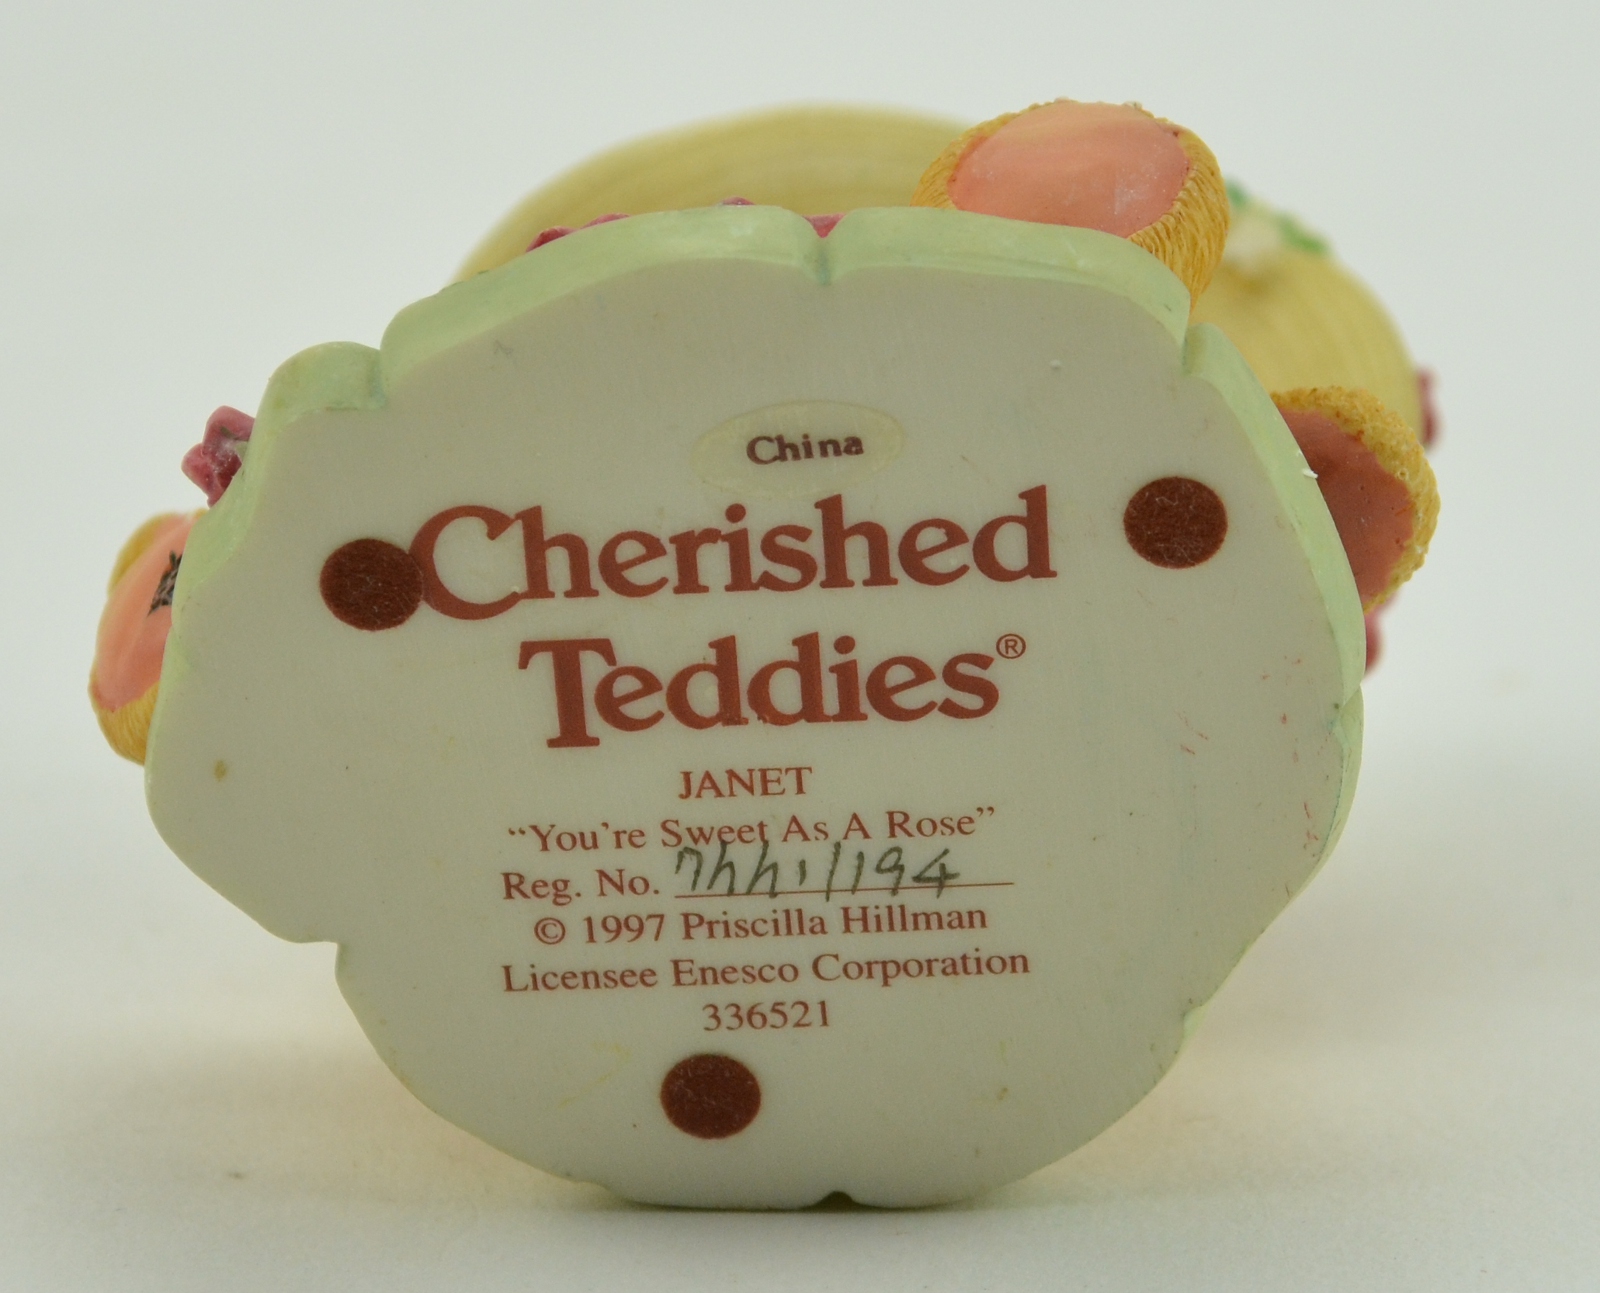 China
Cherished
Teddies®
JANET
“You're Sweet As A Rose”
Reg. No.
© 1997 Priscilla Hillman
Licensee Enesco Corporation
336521